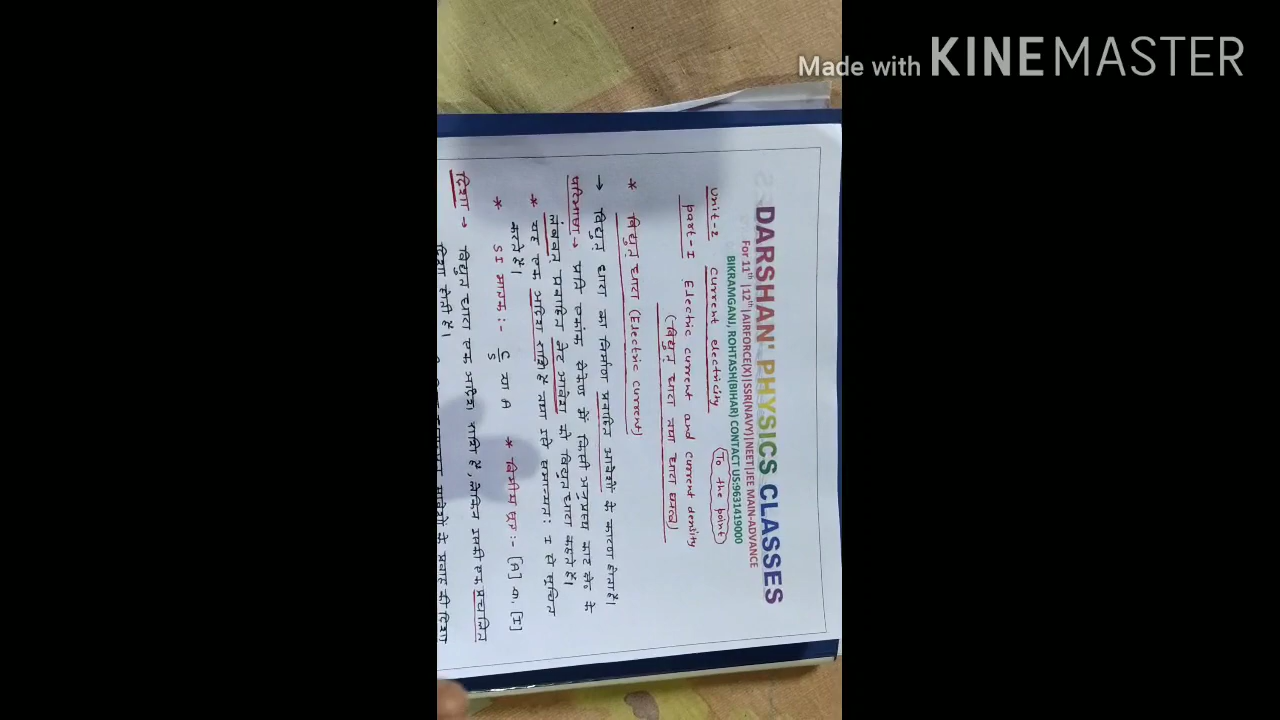 Made with KINEMASTER
DARSHAN' PHYSICS CLASSES
For 11th |12th |AIRFORCE(X)|SSR(NAVY)|NEET|JEE MAIN-ADVANCE
BIKRAMGANJ, ROHTASH(BIHAR) CONTACT US:9631419000
unit-2 current electricity (To the point)
part-I Electric current and current density
(विद्युत् धारा तथा धारा घनत्व)
* विद्युत् धारा (Electric current)
→ विद्युत् धारा का निर्माण प्रवाहित आवेशों के कारण होता है।
परिभाषा → प्रति एकांक सेकेण्ड में किसी अनुप्रस्थ काट क्षेत्र के
लंबवत् प्रवाहित नेट आवेश को विद्युत धारा कहते हैं।
* यह एक अदिश राशि है तथा इसे सामान्यतः I से सूचित
करते हैं।
* SI मात्रक :- C/S या A * विमीय सूत्र :- [A] or [I]
दिशा → विद्युत धारा एक अदिश राशि है, लेकिन उसकी एक प्रचलित
दिशा होती है।
आवेशों के प्रवाह की दिशा